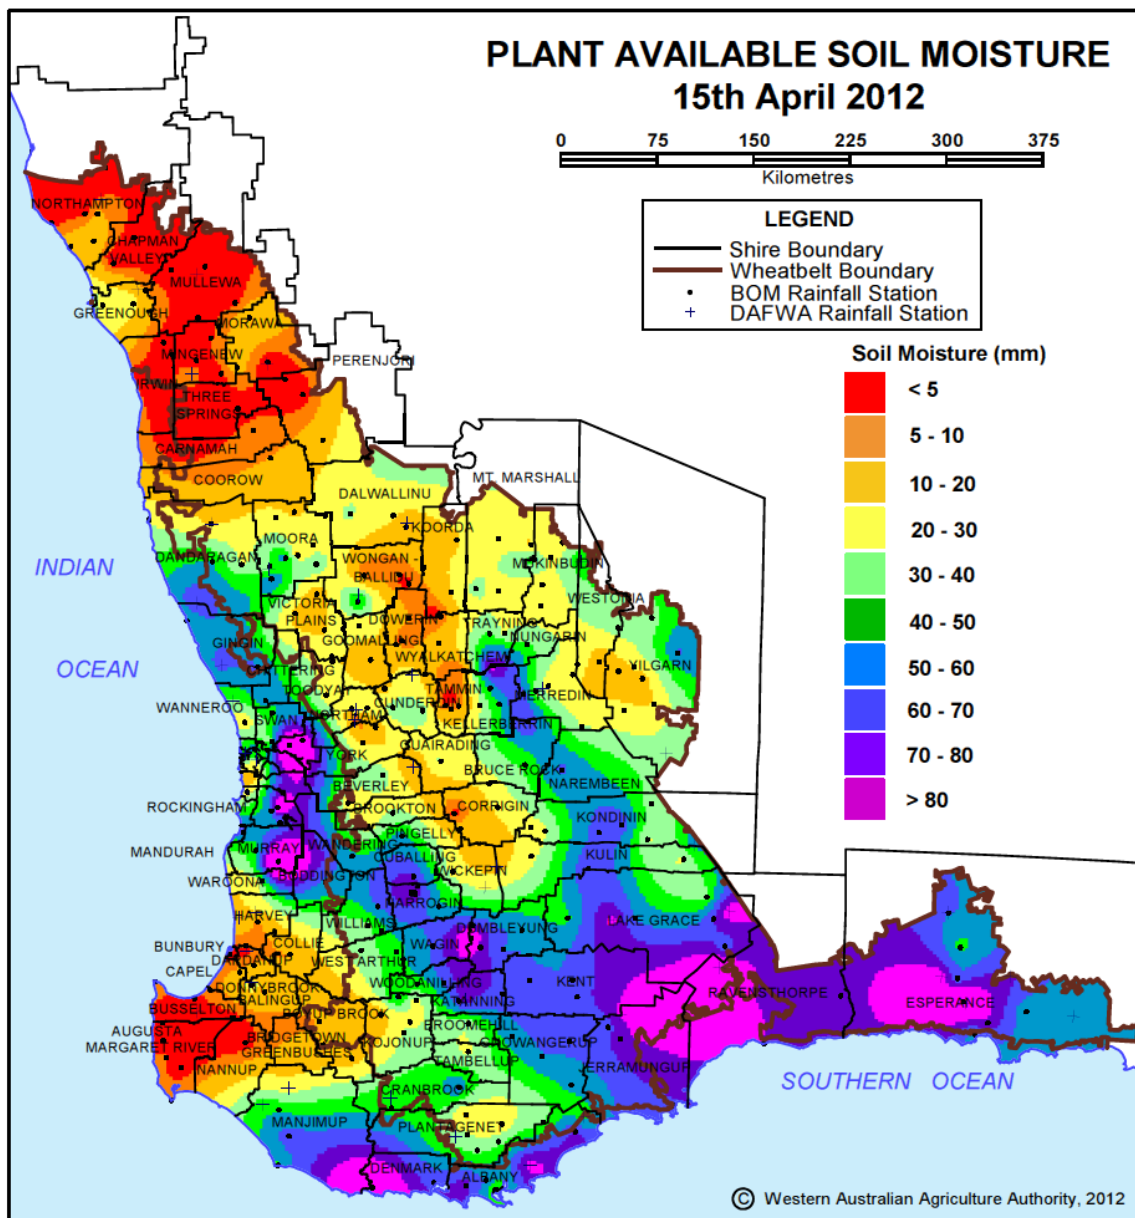 PLANT AVAILABLE SOIL MOISTURE
15th April 2012
0 75 150 225 300 375
Kilometres
LEGEND
Shire Boundary
Wheatbelt Boundary
BOM Rainfall Station
DAFWA Rainfall Station
Soil Moisture (mm)
< 5
5 - 10
10 - 20
20 - 30
30 - 40
40 - 50
50 - 60
60 - 70
70 - 80
> 80
NORTHAMPTON
CHAPMAN
VALLEY
MULLEWA
GREENOUGH
MORAWA
MINGENEW
PERENJORI
IRWIN
THREE
SPRINGS
CARNAMAH
COOROW
MT. MARSHALL
DALWALLINU
KOORDA
MOORA
DANDARAGAN
WONGAN -
BALLIDU
MUKINBUDIN
INDIAN
OCEAN
WESTONIA
VICTORIA
PLAINS
DOWERIN
TRAYNING
NUNGARIN
GOOMALLING
GINGIN
CHITTERING
WYALKATCHEM
YILGARN
TOODYAY
TAMMIN
MERREDIN
CUNDERDIN
WANNEROO
SWAN
NORTHAM
KELLERBERRIN
YORK
QUAIRADING
BRUCE ROCK
NAREMBEEN
BEVERLEY
ROCKINGHAM
BROOKTON
CORRIGIN
KONDININ
PINGELLY
MANDURAH
MURRAY
WANDERING
CUBALLING
KULIN
WICKEPIN
WAROONA
BODDINGTON
NARROGIN
HARVEY
WILLIAMS
LAKE GRACE
DUMBLEYUNG
BUNBURY
COLLIE
WAGIN
DARDANUP
WEST ARTHUR
CAPEL
DONNYBROOK
BALINGUP
WOODANILLING
KENT
RAVENSTHORPE
ESPERANCE
BUSSELTON
KATANNING
BOYUP BROOK
AUGUSTA
MARGARET RIVER
BRIDGETOWN
GREENBUSHES
BROOMEHILL
KOJONUP
GNOWANGERUP
TAMBELLUP
NANNUP
JERRAMUNGUP
CRANBROOK
SOUTHERN OCEAN
MANJIMUP
PLANTAGENET
DENMARK
ALBANY
© Western Australian Agriculture Authority, 2012